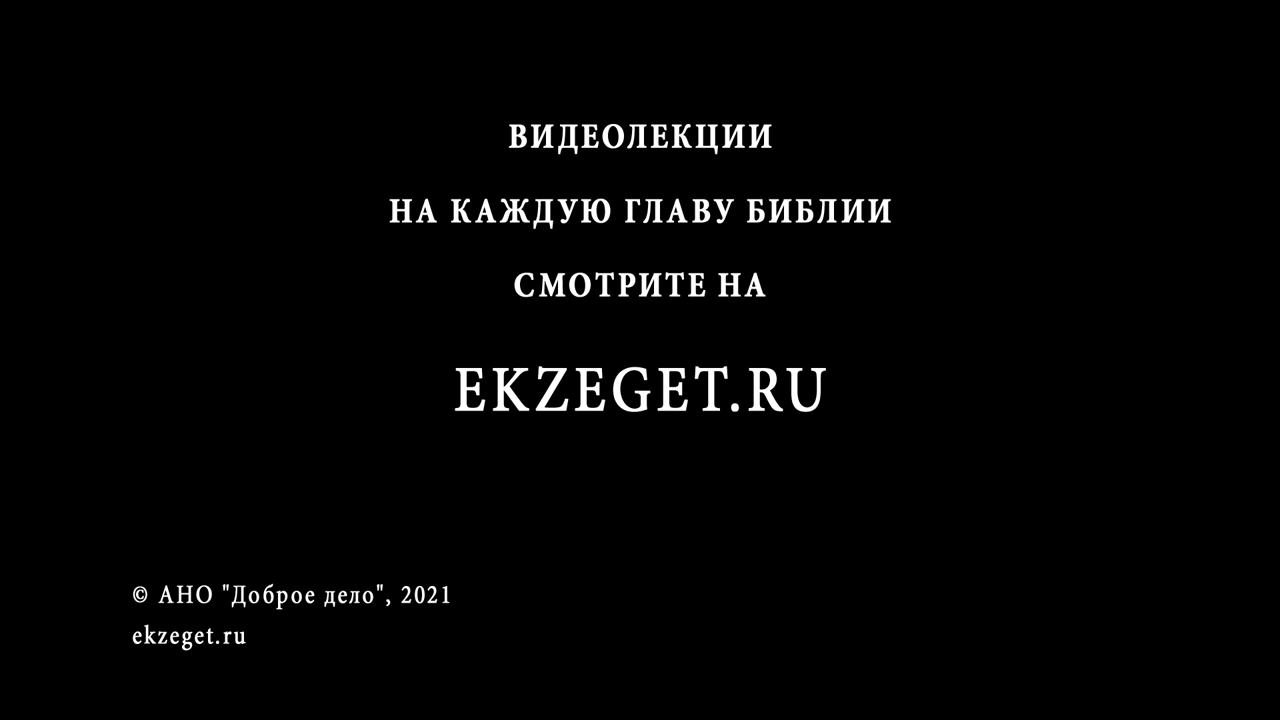 ВИДЕОЛЕКЦИИ
НА КАЖДУЮ ГЛАВУ БИБЛИИ
СМОТРИТЕ НА
EKZEGET.RU
© АНО "Доброе дело", 2021
ekzeget.ru